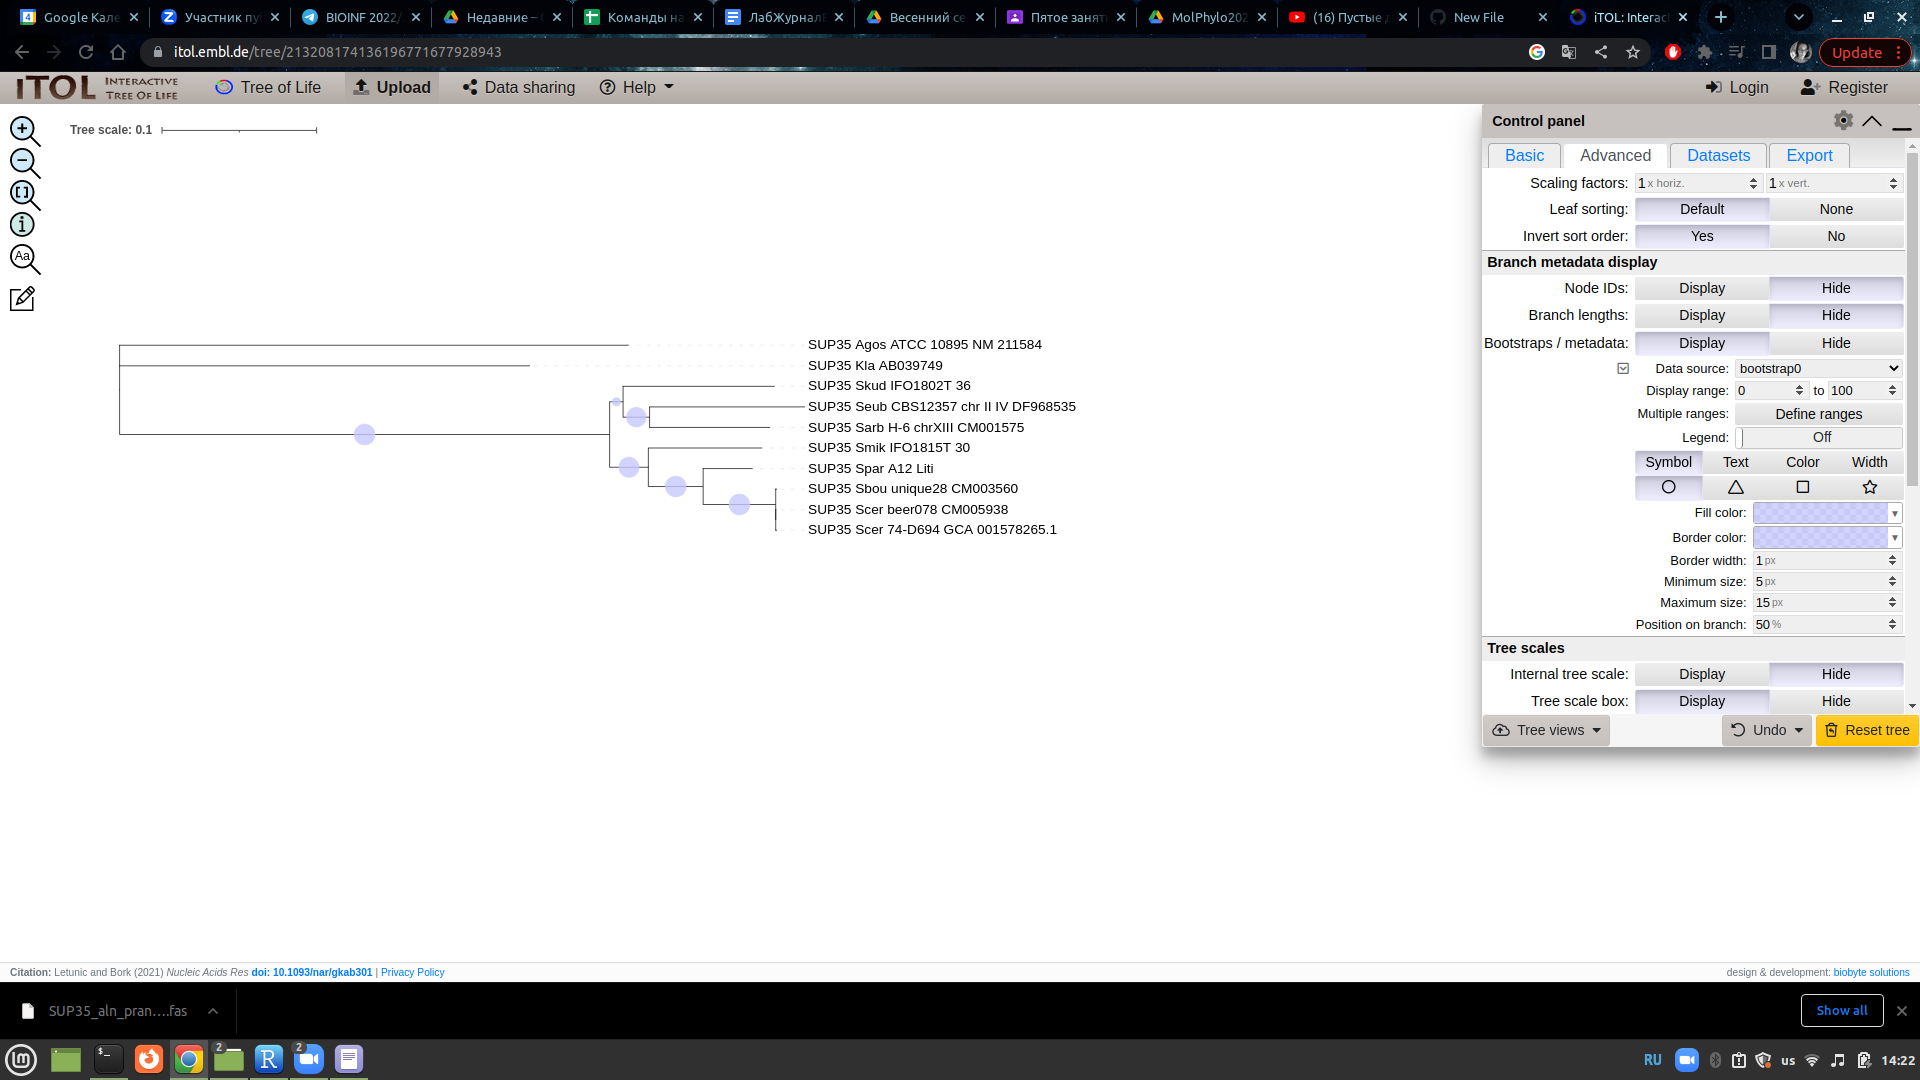 Google Кале
Участник пу
BIOINF 2022/
Недавние –
Команды на
ЛабЖурнал
Весенний се
Пятое занят
MolPhylo202
(16) Пустые
New File
iTOL: Interac
itol.embl.de/tree/213208174136196771677928943
Update
iTOL INTERACTIVE TREE OF LIFE
Tree of Life
Upload
Data sharing
Help
Login
Register
Tree scale: 0.1
Aa
SUP35 Agos ATCC 10895 NM 211584
SUP35 Kla AB039749
SUP35 Skud IFO1802T 36
SUP35 Seub CBS12357 chr II IV DF968535
SUP35 Sarb H-6 chrXIII CM001575
SUP35 Smik IFO1815T 30
SUP35 Spar A12 Liti
SUP35 Sbou unique28 CM003560
SUP35 Scer beer078 CM005938
SUP35 Scer 74-D694 GCA 001578265.1
Control panel
Basic Advanced Datasets Export
Scaling factors: 1 x horiz. 1 x vert.
Leaf sorting: Default None
Invert sort order: Yes No
Branch metadata display
Node IDs: Display Hide
Branch lengths: Display Hide
Bootstraps / metadata: Display Hide
Data source: bootstrap0
Display range: 0 to 100
Multiple ranges: Define ranges
Legend: Off
Symbol Text Color Width
Fill color:
Border color:
Border width: 1 px
Minimum size: 5 px
Maximum size: 15 px
Position on branch: 50 %
Tree scales
Internal tree scale: Display Hide
Tree scale box: Display Hide
Tree views Undo Reset tree
Citation: Letunic and Bork (2021) Nucleic Acids Res doi: 10.1093/nar/gkab301 | Privacy Policy
design & development: biobyte solutions
SUP35_aln_pran....fas
Show all
2
2
RU
us
14:22